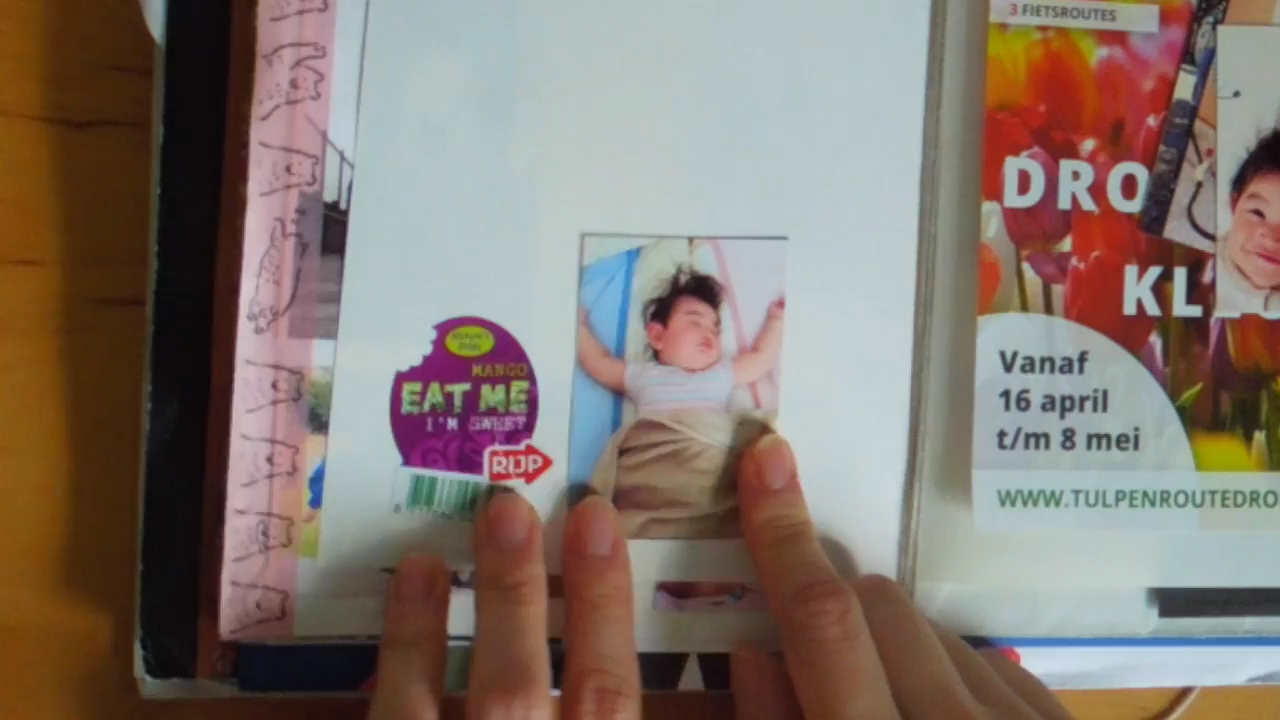 MANGO
EAT ME
I'M SWEET
RIJP
3 FIETSROUTES
DRO
KL
Vanaf
16 april
t/m 8 mei
WWW.TULPENROUTEDRO